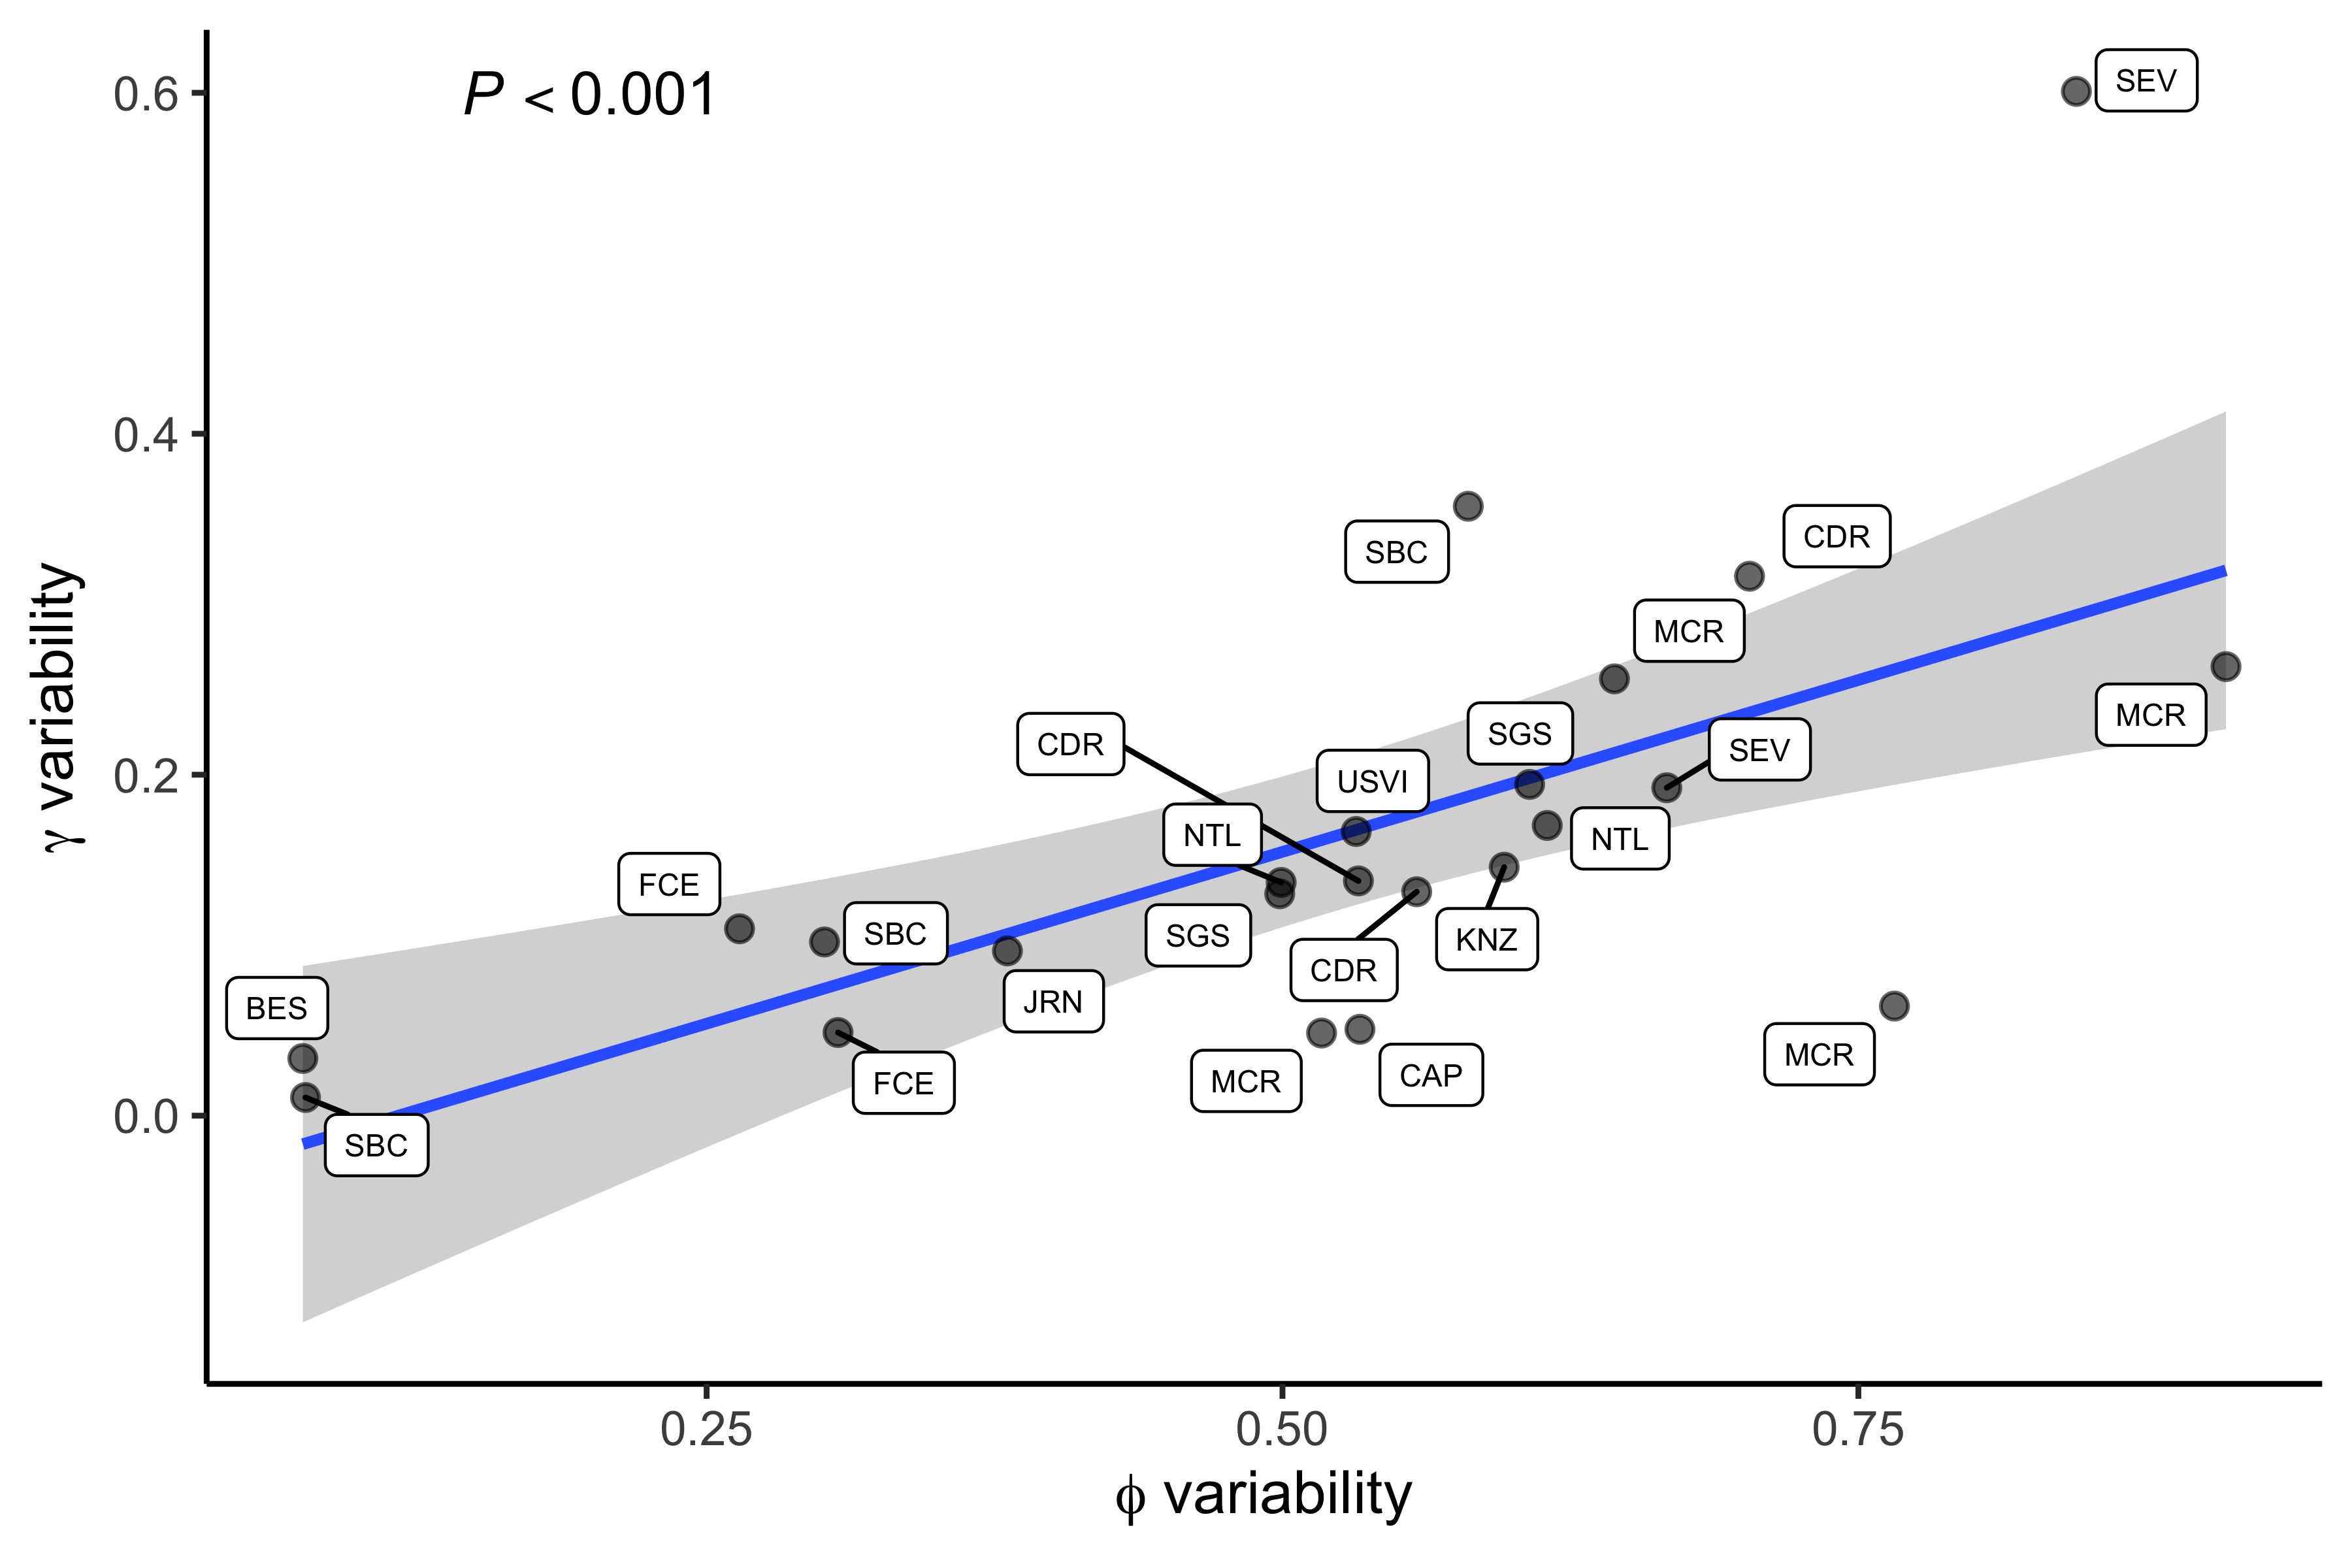 P < 0.001
SEV
0.6
0.4
CDR
SBC
MCR
MCR
SGS
CDR
SEV
USVI
0.2
NTL
NTL
FCE
SBC
SGS
KNZ
CDR
JRN
BES
MCR
CAP
FCE
MCR
0.0
SBC
0.25
0.50
0.75
ϕ variability
γ variability